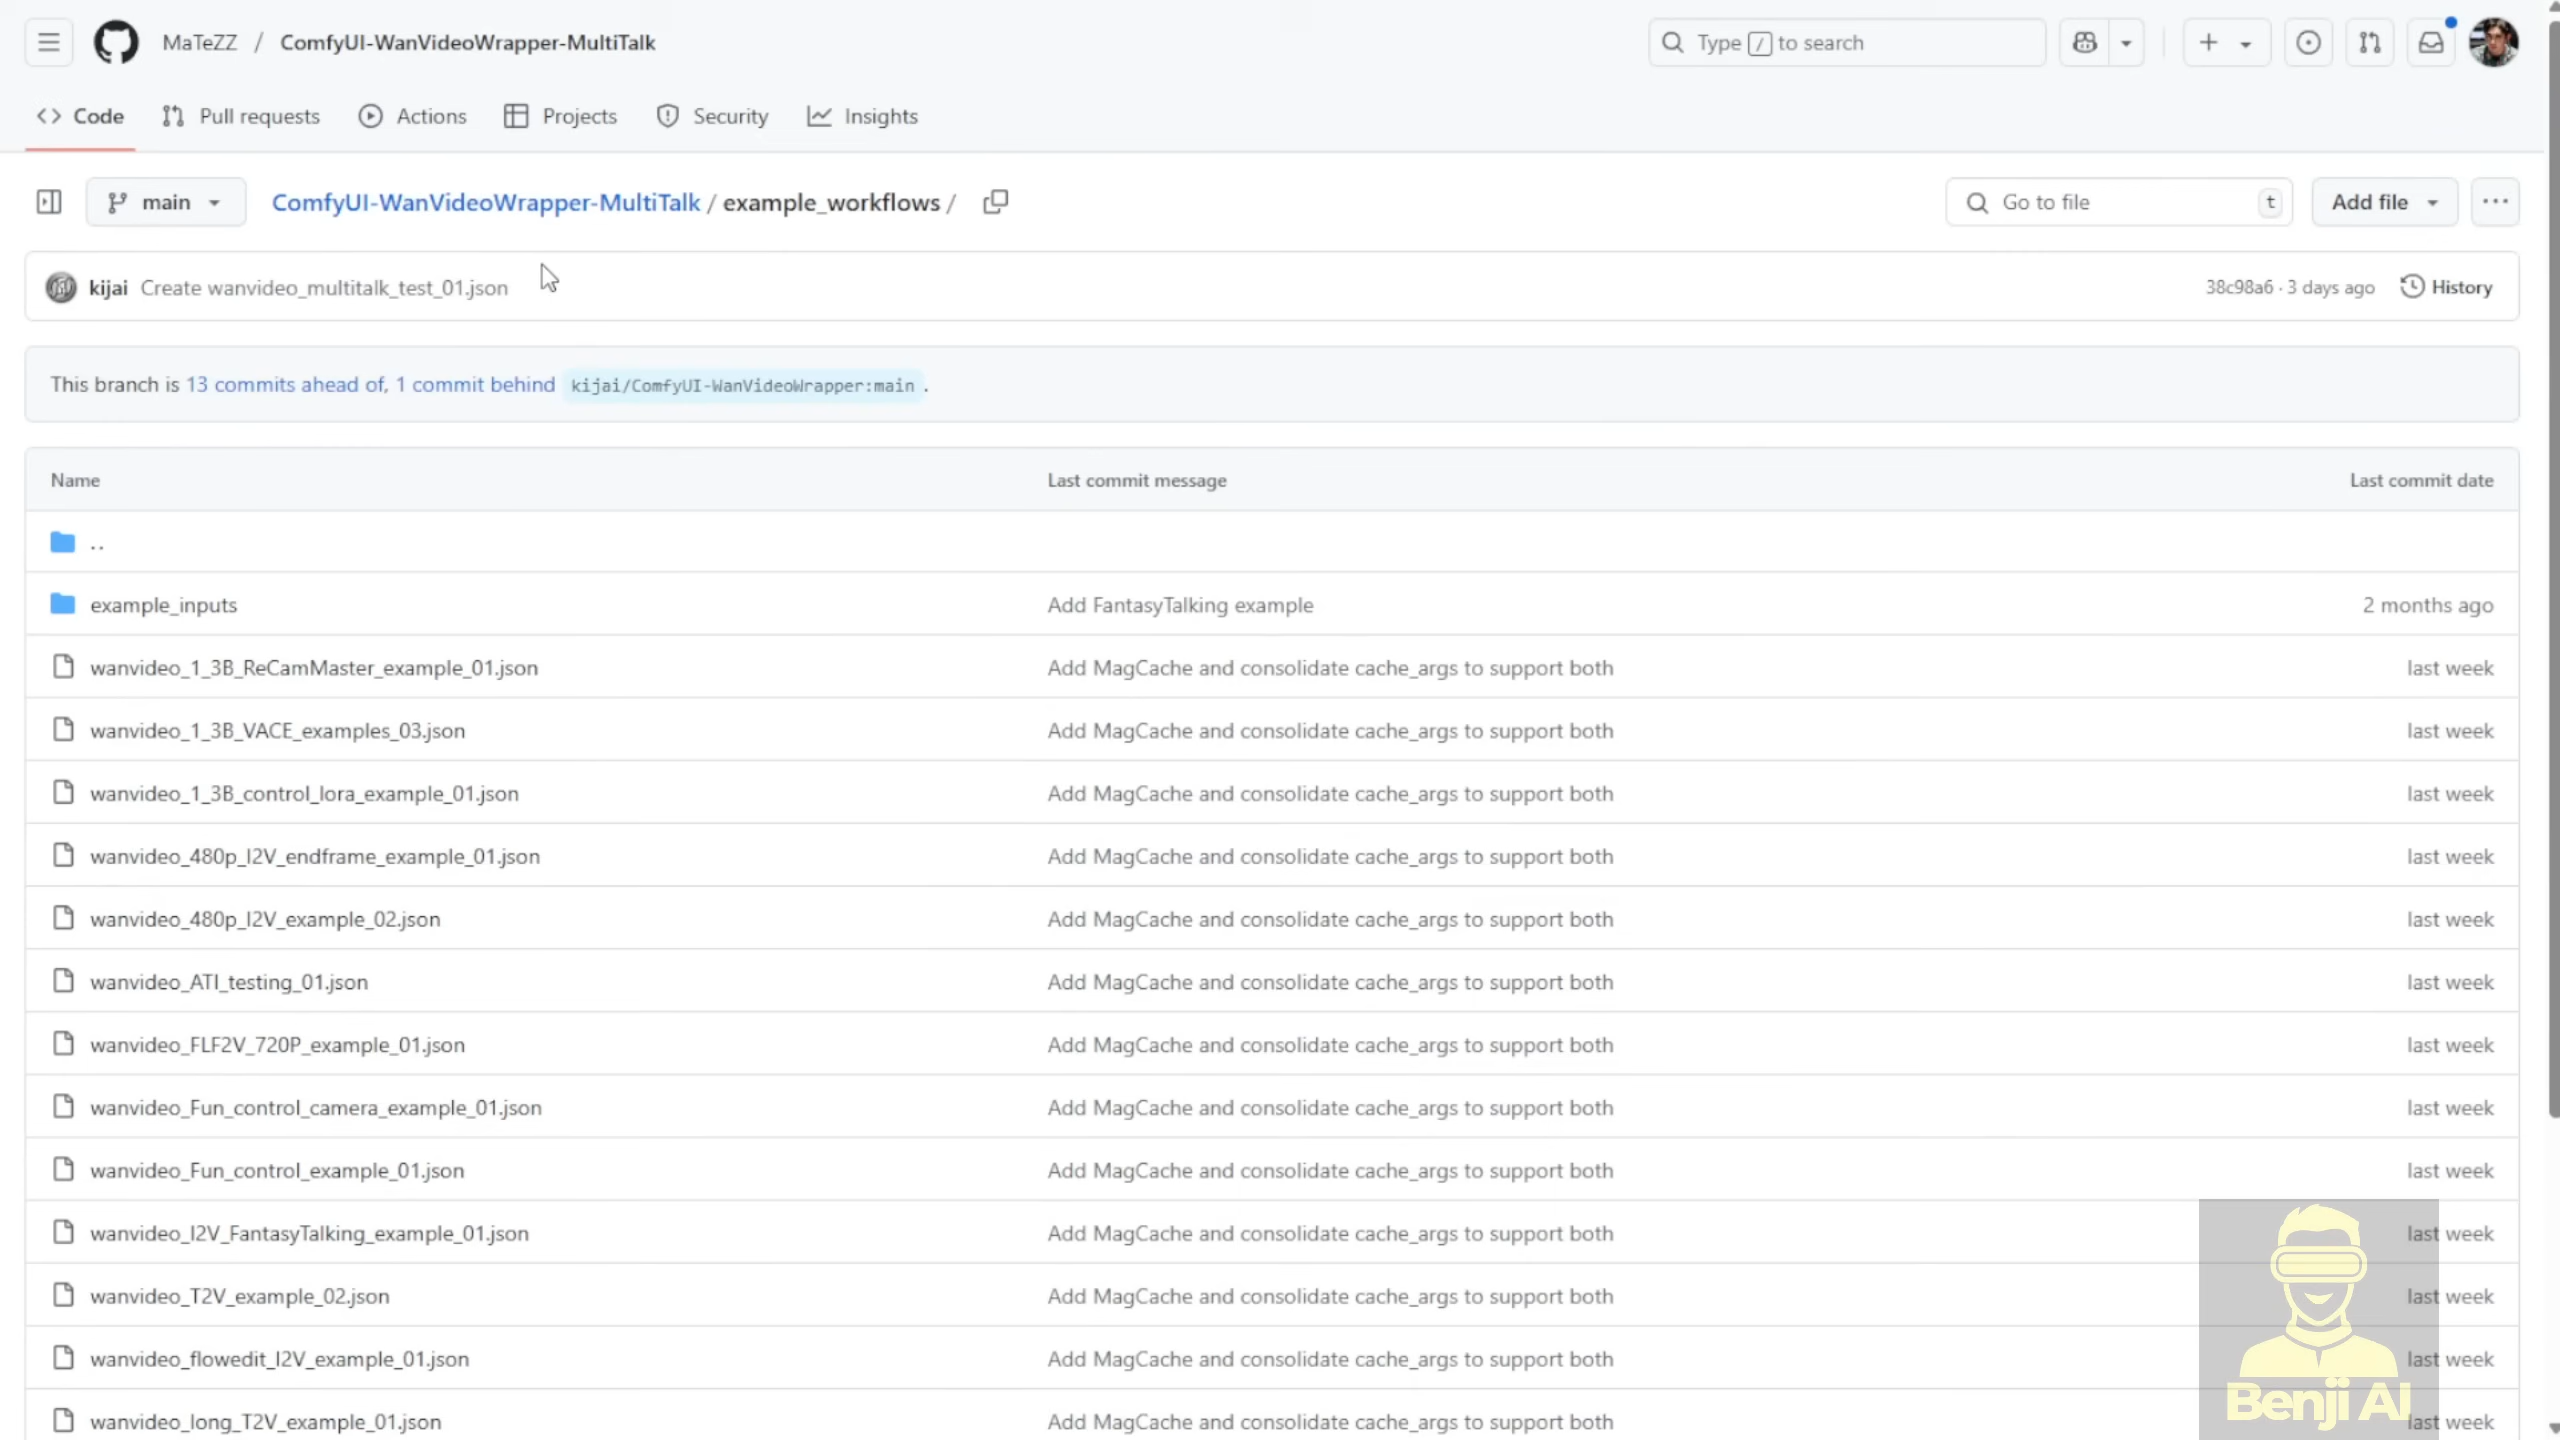 MaTeZZ / ComfyUI-WanVideoWrapper-MultiTalk
Type / to search
Code Pull requests Actions Projects Security Insights
main ComfyUI-WanVideoWrapper-MultiTalk / example_workflows / Go to file t Add file
kijai Create wanvideo_multitalk_test_01.json 38c98a6 · 3 days ago History
This branch is 13 commits ahead of, 1 commit behind kijai/ComfyUI-WanVideoWrapper:main .
Name Last commit message Last commit date
..
example_inputs Add FantasyTalking example 2 months ago
wanvideo_1_3B_ReCamMaster_example_01.json Add MagCache and consolidate cache_args to support both last week
wanvideo_1_3B_VACE_examples_03.json Add MagCache and consolidate cache_args to support both last week
wanvideo_1_3B_control_lora_example_01.json Add MagCache and consolidate cache_args to support both last week
wanvideo_480p_I2V_endframe_example_01.json Add MagCache and consolidate cache_args to support both last week
wanvideo_480p_I2V_example_02.json Add MagCache and consolidate cache_args to support both last week
wanvideo_ATI_testing_01.json Add MagCache and consolidate cache_args to support both last week
wanvideo_FLF2V_720P_example_01.json Add MagCache and consolidate cache_args to support both last week
wanvideo_Fun_control_camera_example_01.json Add MagCache and consolidate cache_args to support both last week
wanvideo_Fun_control_example_01.json Add MagCache and consolidate cache_args to support both last week
wanvideo_I2V_FantasyTalking_example_01.json Add MagCache and consolidate cache_args to support both last week
wanvideo_T2V_example_02.json Add MagCache and consolidate cache_args to support both last week
wanvideo_flowedit_I2V_example_01.json Add MagCache and consolidate cache_args to support both last week
wanvideo_long_T2V_example_01.json Add MagCache and consolidate cache_args to support both last week
Benji AI